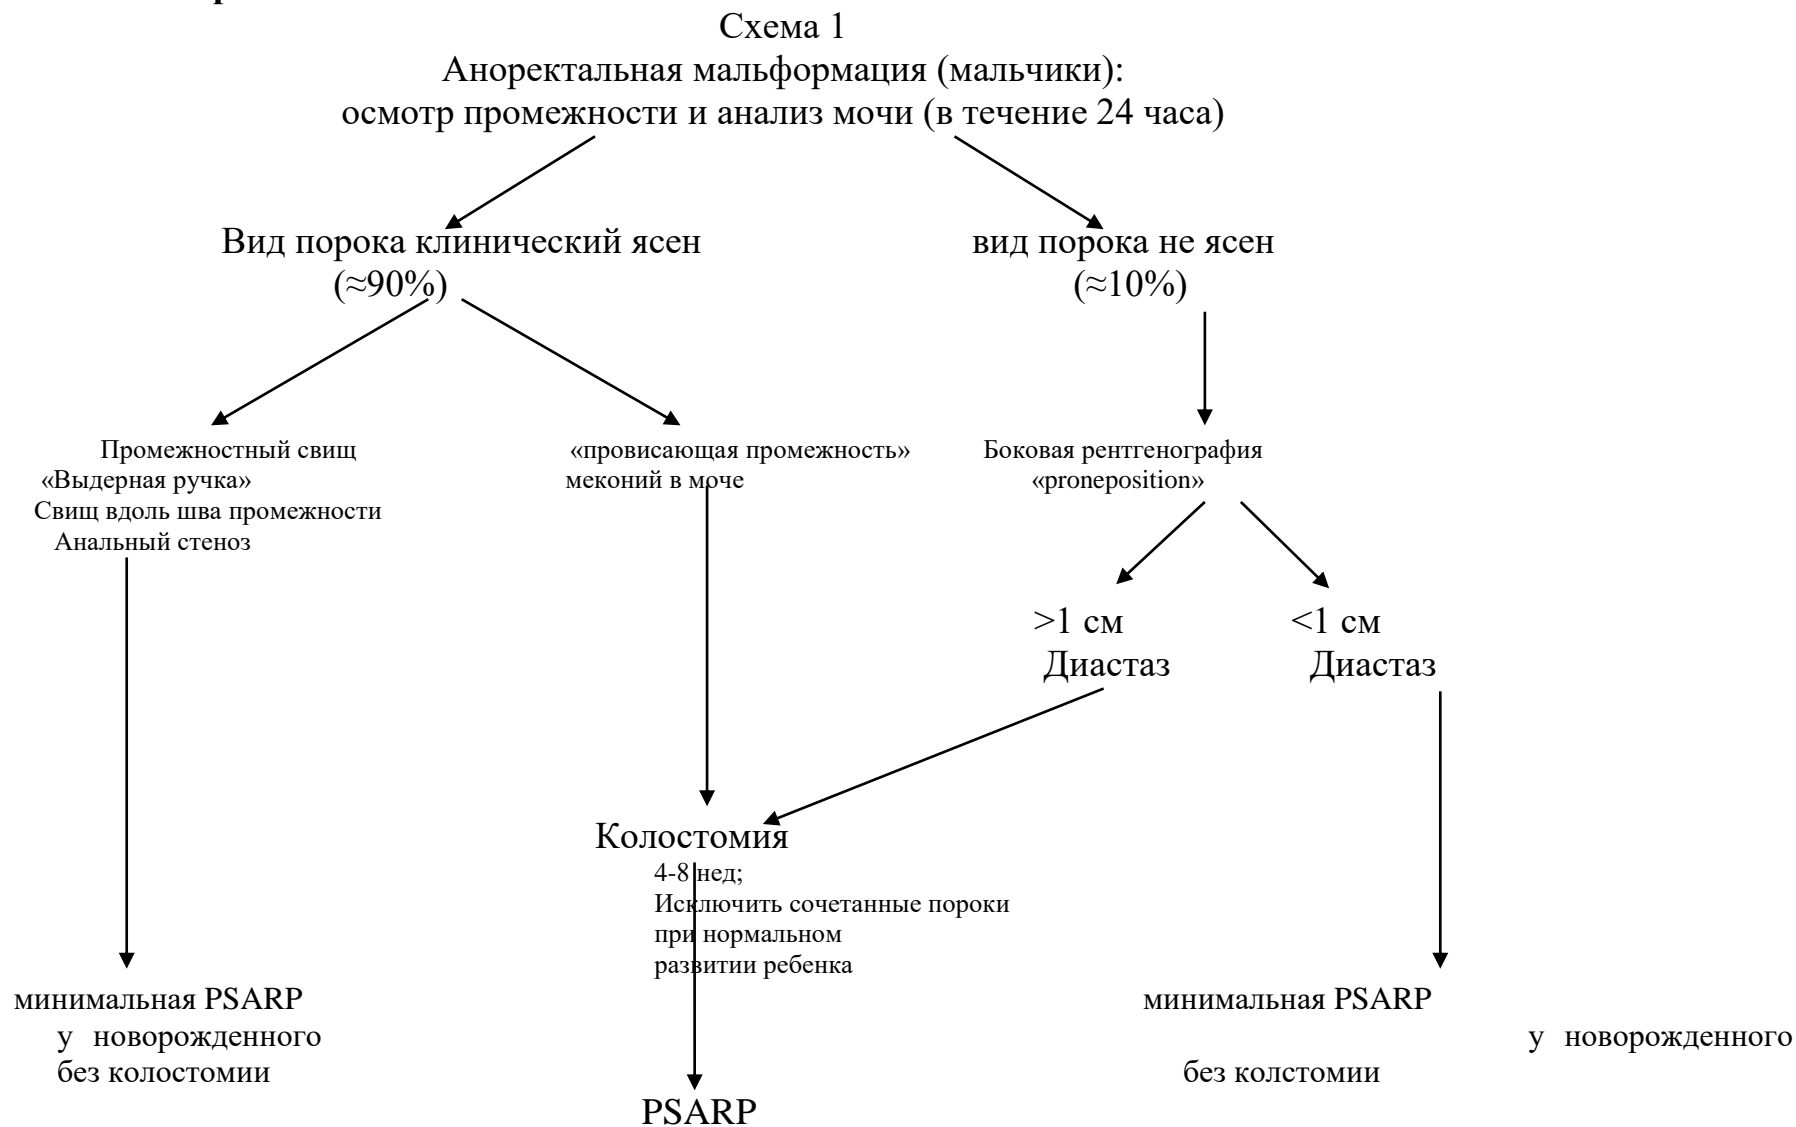 Схема 1
Аноректальная мальформация (мальчики):
осмотр промежности и анализ мочи (в течение 24 часа)
Вид порока клинический ясен
(≈90%)
вид порока не ясен
(≈10%)
Промежностный свищ
«Выдерная ручка»
Свищ вдоль шва промежности
Анальный стеноз
«провисающая промежность»
меконий в моче
Боковая рентгенография
«proneposition»
>1 см
Диастаз
<1 см
Диастаз
Колостомия
4-8 нед;
Исключить сочетанные пороки
при нормальном
развитии ребенка
минимальная PSARP
у новорожденного
без колостомии
PSARP
минимальная PSARP
у новорожденного
без колстомии